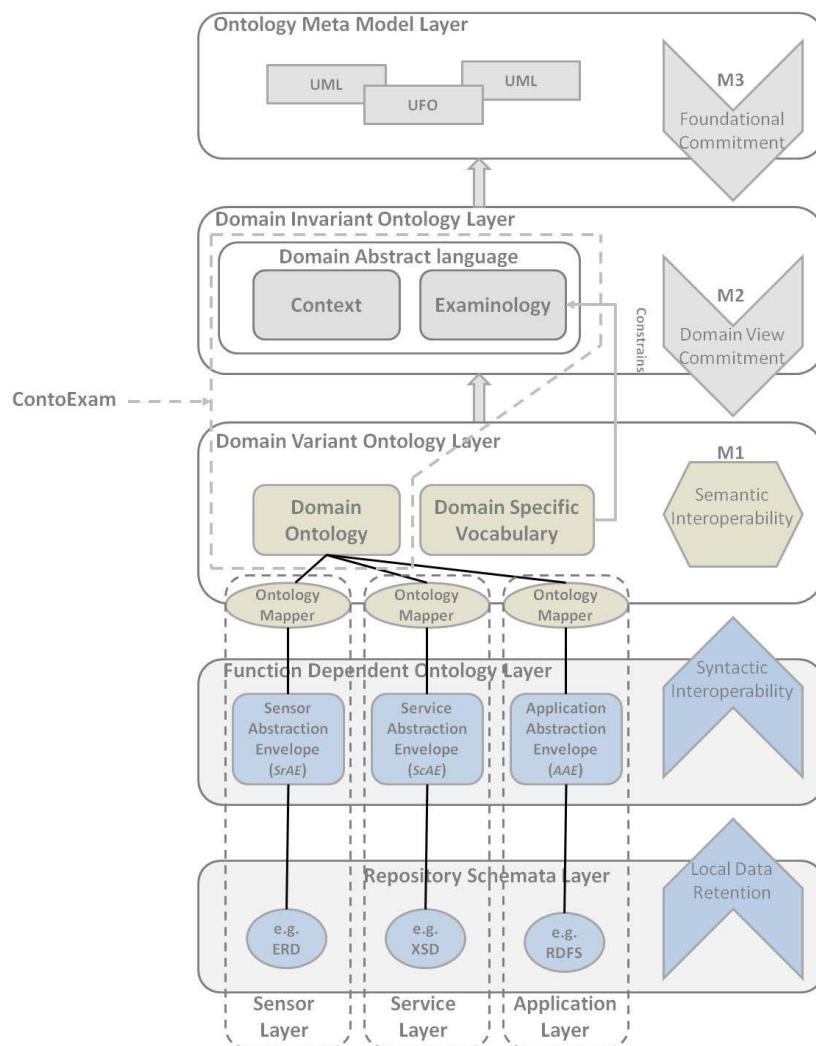 Ontology Meta Model Layer
UML
UML
UFO
M3
Foundational
Commitment
Domain Invariant Ontology Layer
Domain Abstract language
Context
Examinology
M2
Domain View
Commitment
Constrains
ContoExam
Domain Variant Ontology Layer
M1
Domain
Ontology
Domain Specific
Vocabulary
Semantic
Interoperability
Ontology
Mapper
Ontology
Mapper
Ontology
Mapper
Function Dependent Ontology Layer
Syntactic
Interoperability
Sensor
Abstraction
Envelope
(SrAE)
Service
Abstraction
Envelope
(ScAE)
Application
Abstraction
Envelope
(AAE)
Repository Schemata Layer
Local Data
Retention
e.g.
ERD
e.g.
XSD
e.g.
RDFS
Sensor
Layer
Service
Layer
Application
Layer